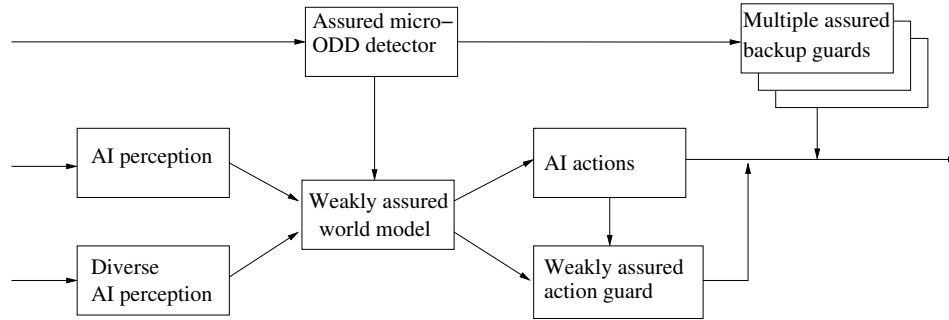 Assured micro−
ODD detector
Multiple assured
backup guards
AI perception
Weakly assured
world model
AI actions
Diverse
AI perception
Weakly assured
action guard